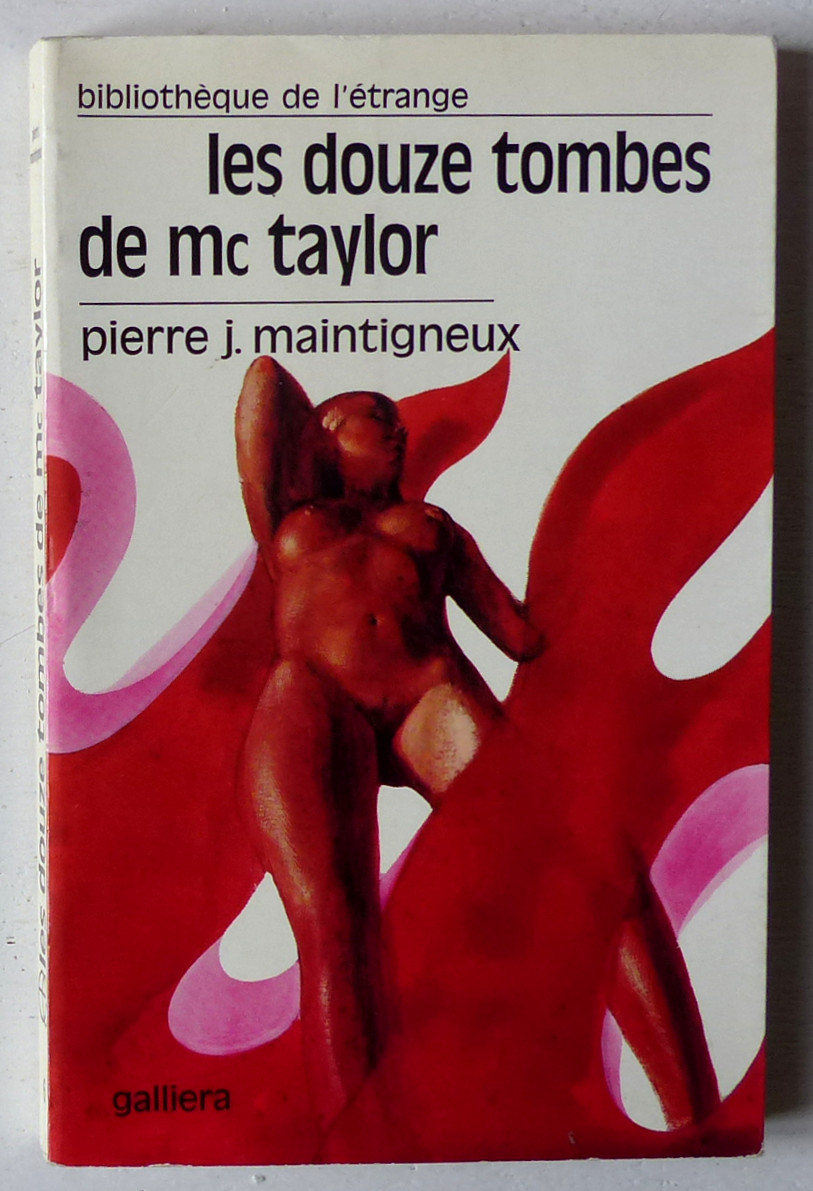 bibliothèque de l'étrange
les douze tombes
de mc taylor
pierre j. maintigneux
galliera
les douze tombes de mc taylor